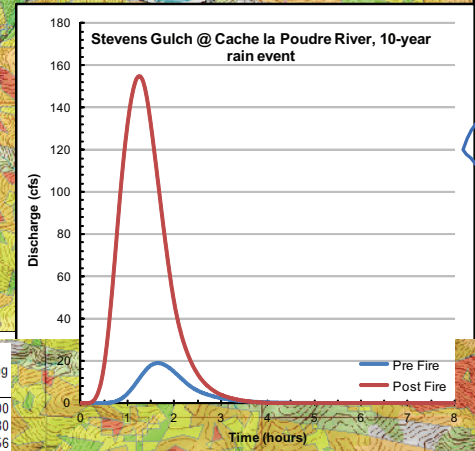 Stevens Gulch @ Cache la Poudre River, 10-year
rain event
180
160
140
120
100
80
60
40
20
0
Discharge (cfs)
0 1 2 3 4 5 6 7 8
Time (hours)
Pre Fire
Post Fire